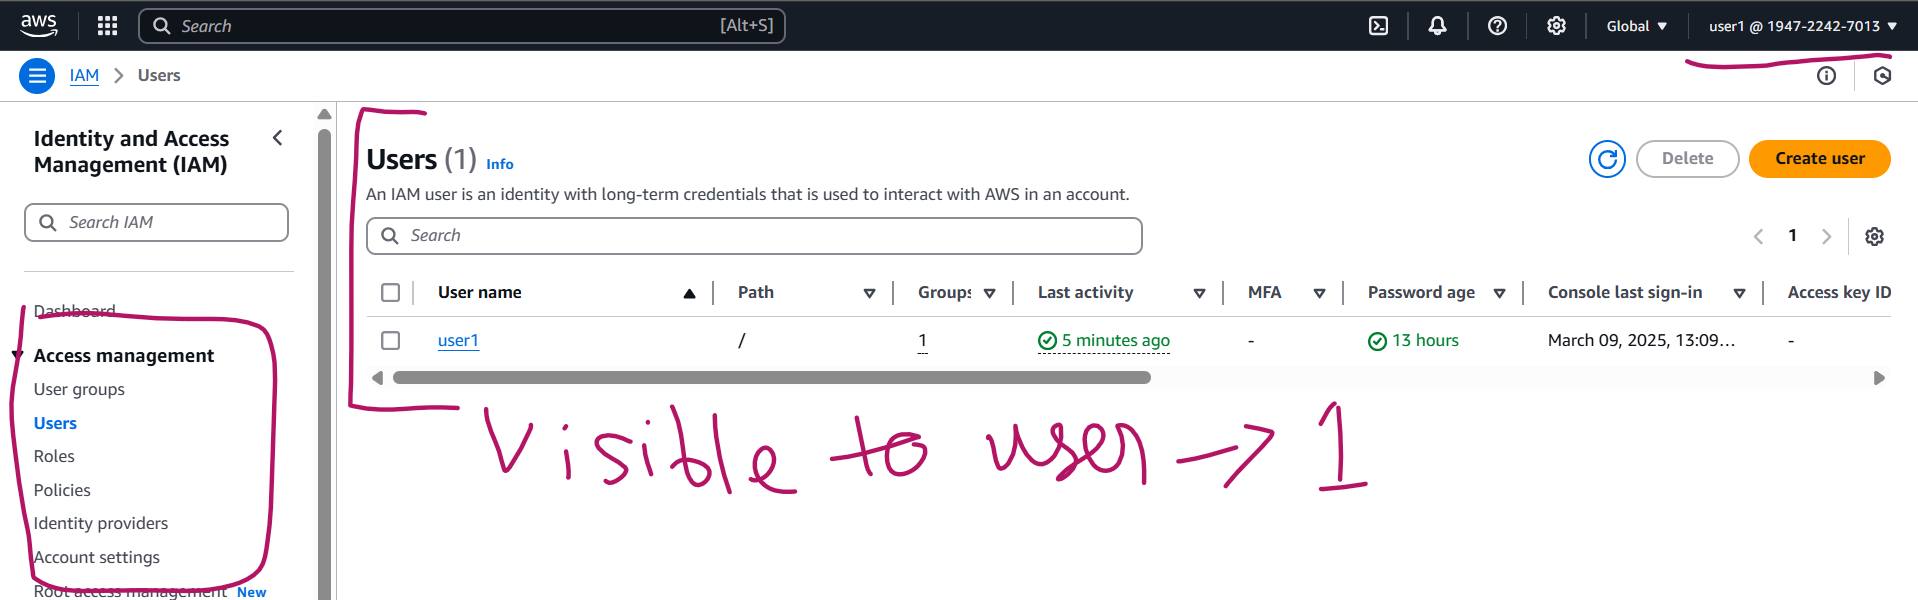 aws
Search [Alt+S]
Global
user1 @ 1947-2242-7013
IAM > Users
Identity and Access
Management (IAM)
Search IAM
Dashboard
Access management
User groups
Users
Roles
Policies
Identity providers
Account settings
Root access management New
Users (1) Info
An IAM user is an identity with long-term credentials that is used to interact with AWS in an account.
Delete
Create user
Search
1
User name Path Groups Last activity MFA Password age Console last sign-in Access key ID
user1 / 1 5 minutes ago - 13 hours March 09, 2025, 13:09... -
Visible to user → 1